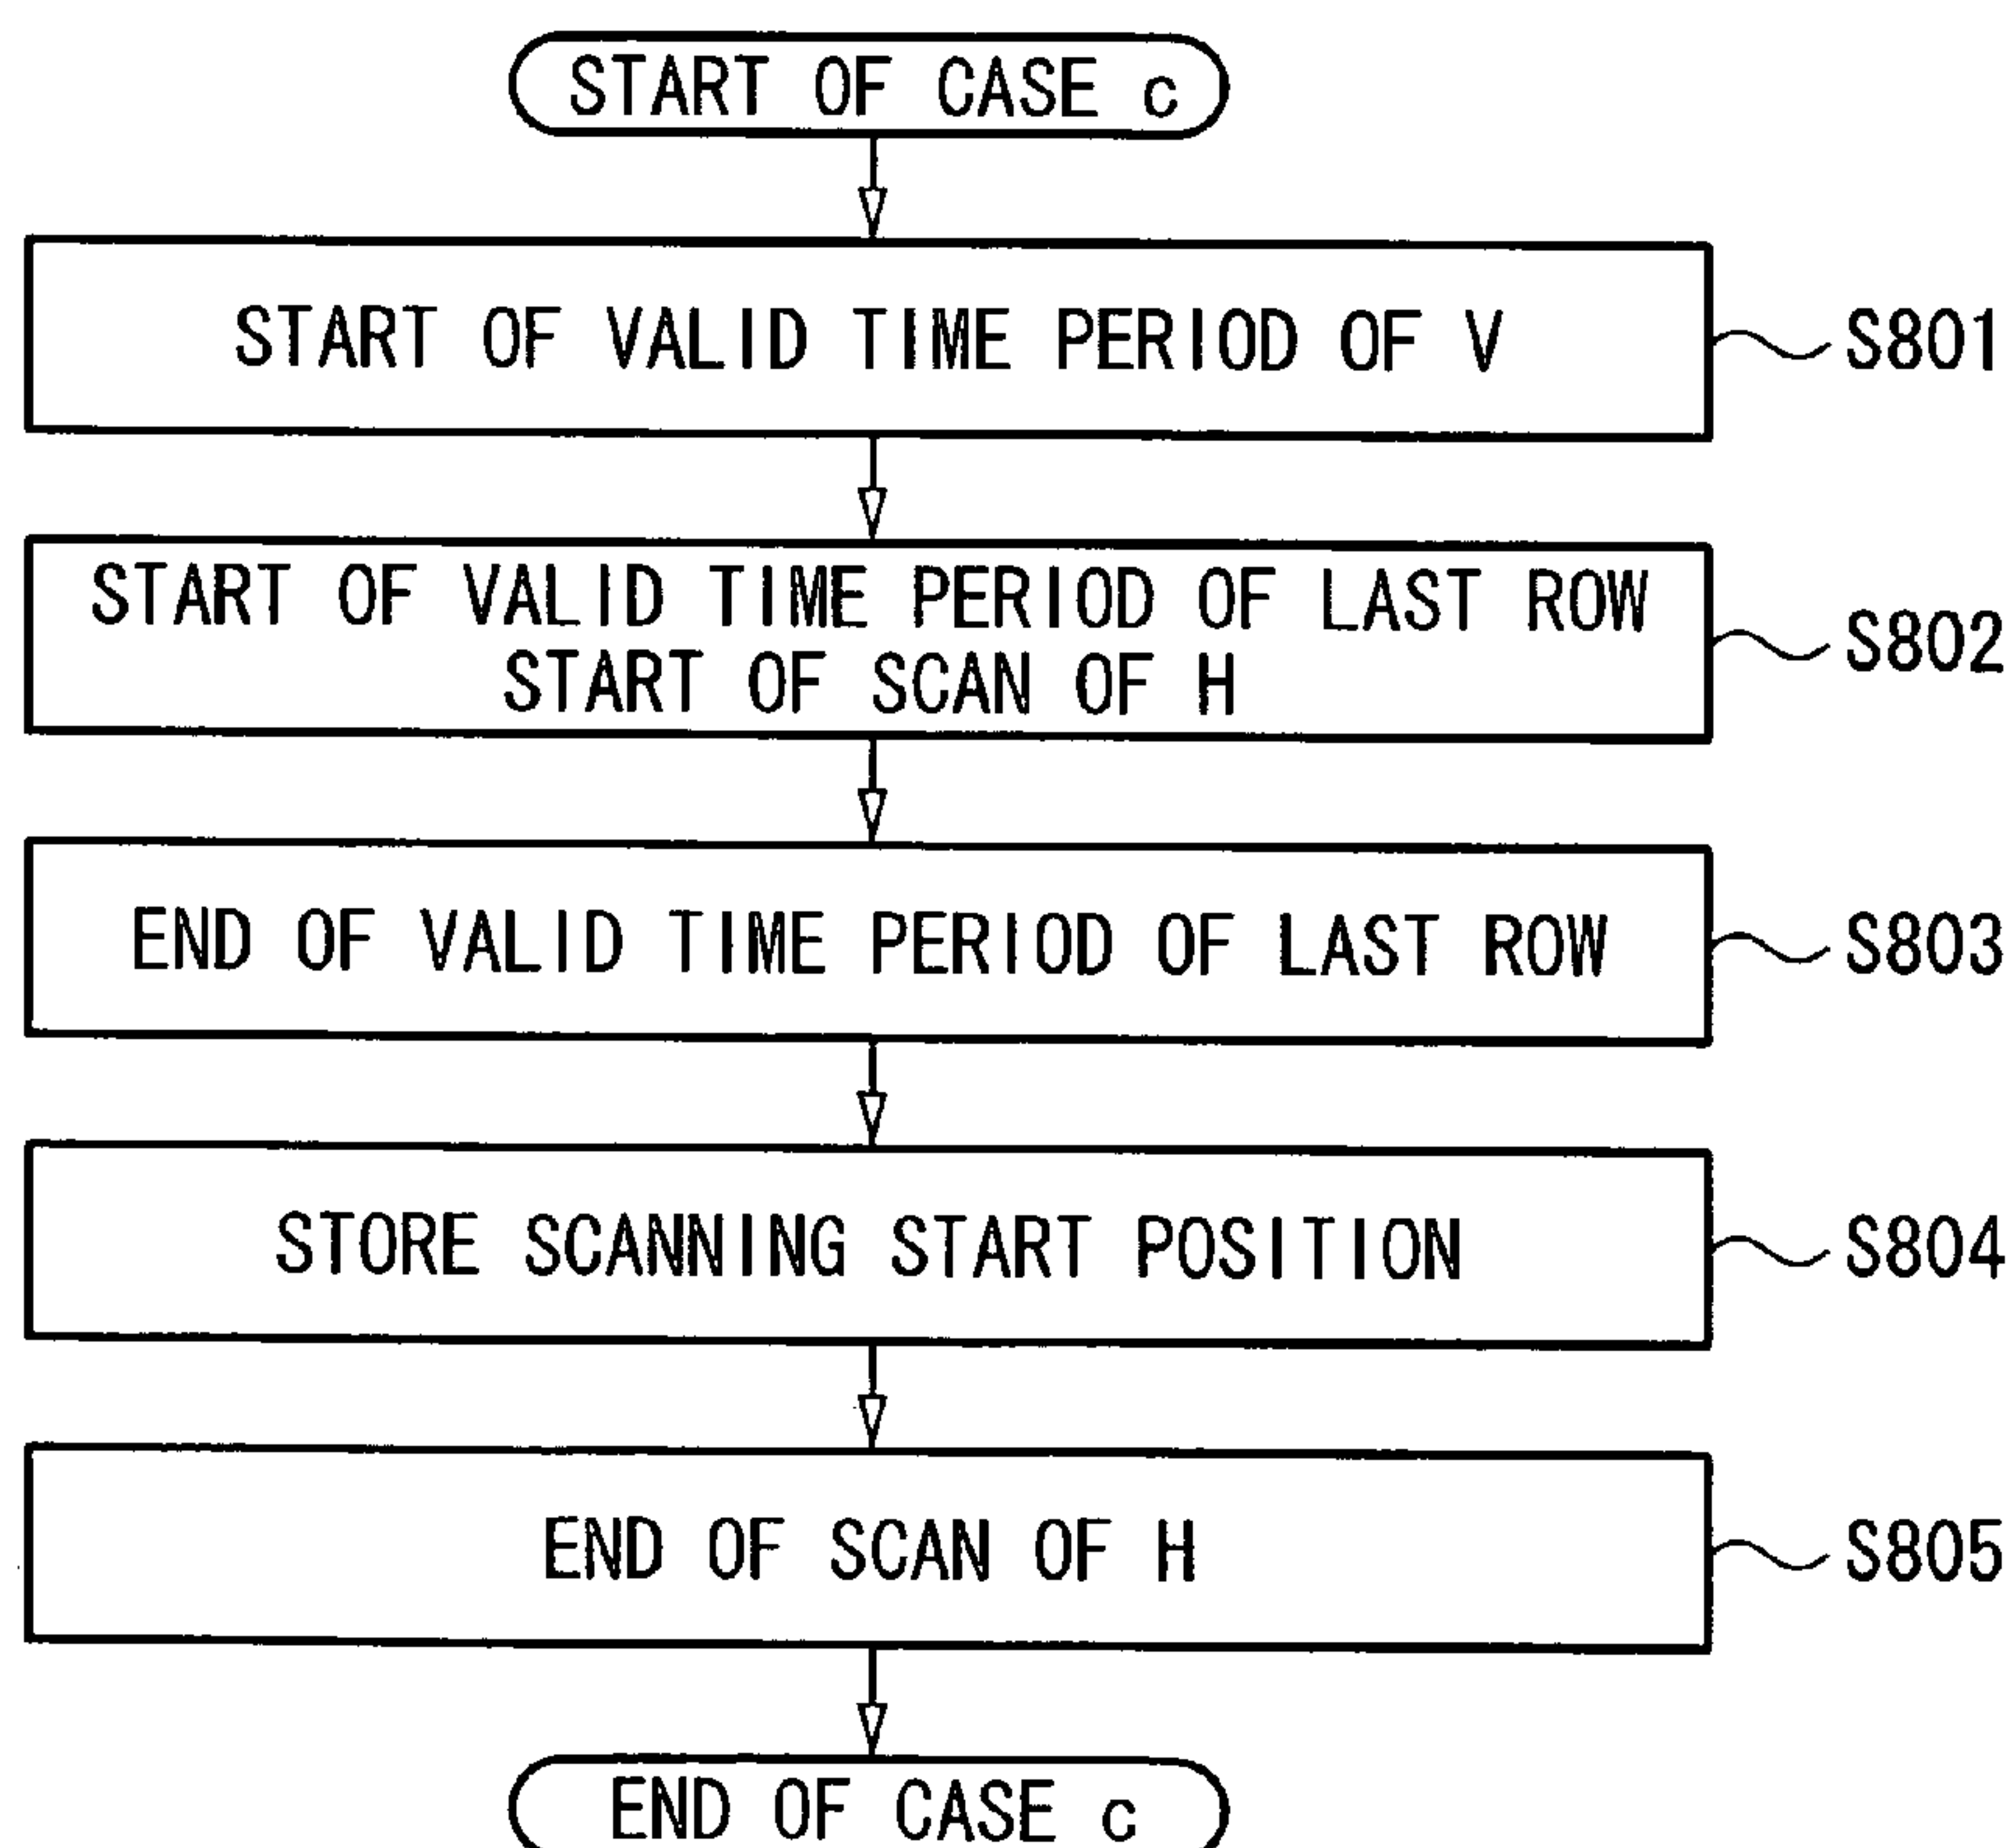 START OF CASE c
START OF VALID TIME PERIOD OF V
S801
START OF VALID TIME PERIOD OF LAST ROW
START OF SCAN OF H
S802
END OF VALID TIME PERIOD OF LAST ROW
S803
STORE SCANNING START POSITION
S804
END OF SCAN OF H
S805
END OF CASE c